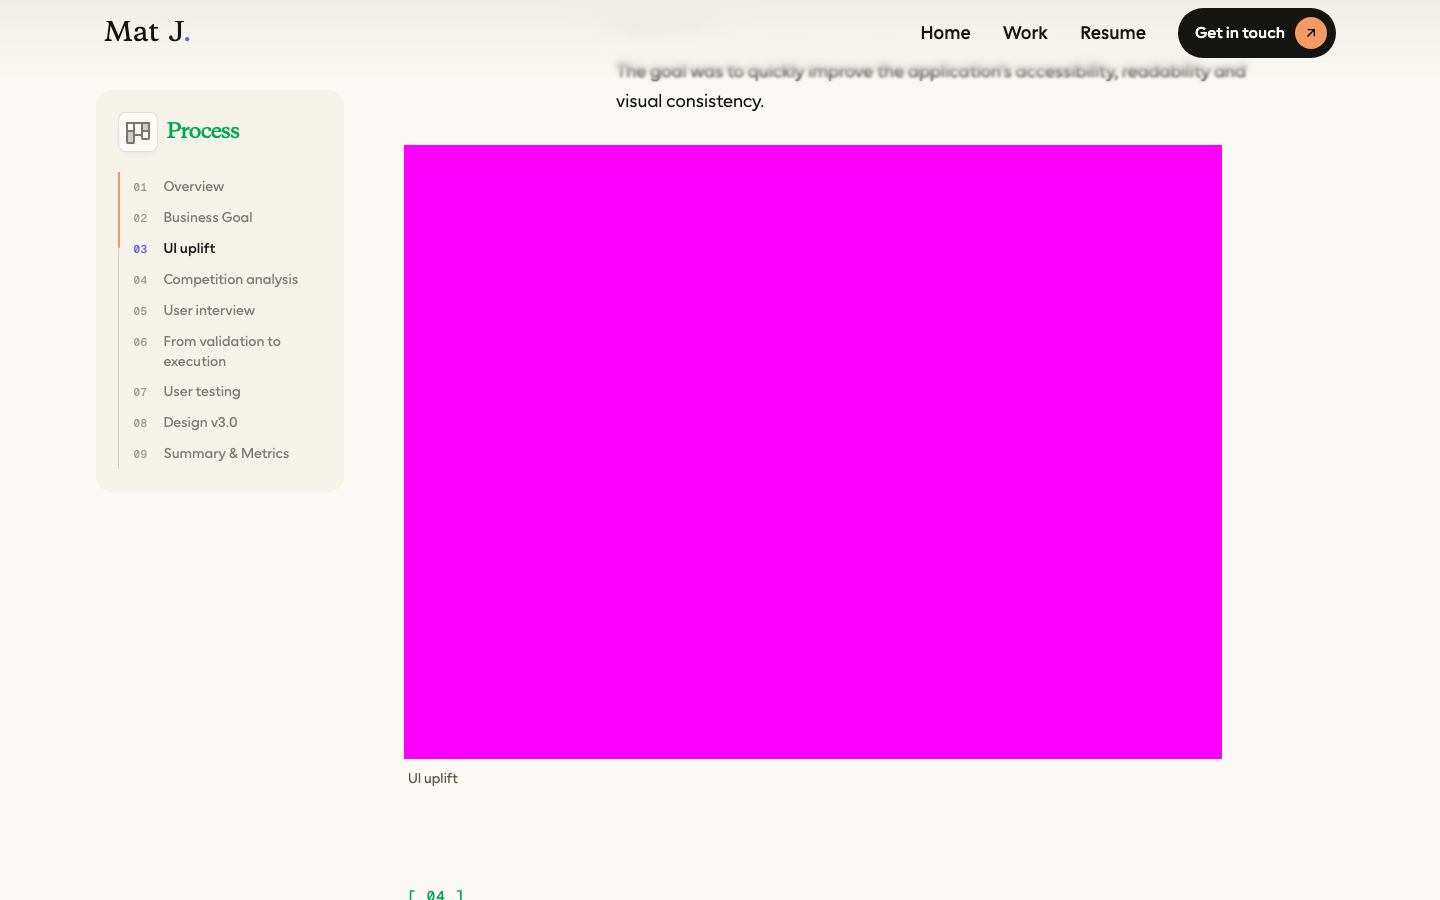 Mat J.
Home
Work
Resume
Get in touch
The goal was to quickly improve the application's accessibility, readability and
visual consistency.
Process
01 Overview
02 Business Goal
03 UI uplift
04 Competition analysis
05 User interview
06 From validation to
execution
07 User testing
08 Design v3.0
09 Summary & Metrics
UI uplift
[ 04 ]